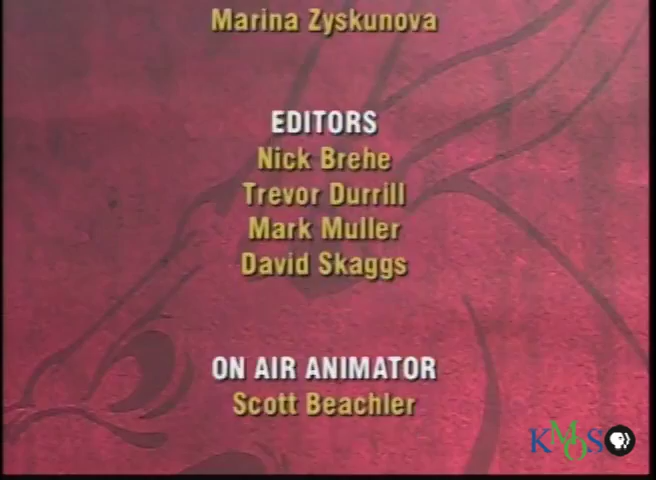 Marina Zyskunova
EDITORS
Nick Brehe
Trevor Durrill
Mark Muller
David Skaggs
ON AIR ANIMATOR
Scott Beachler
KMOS